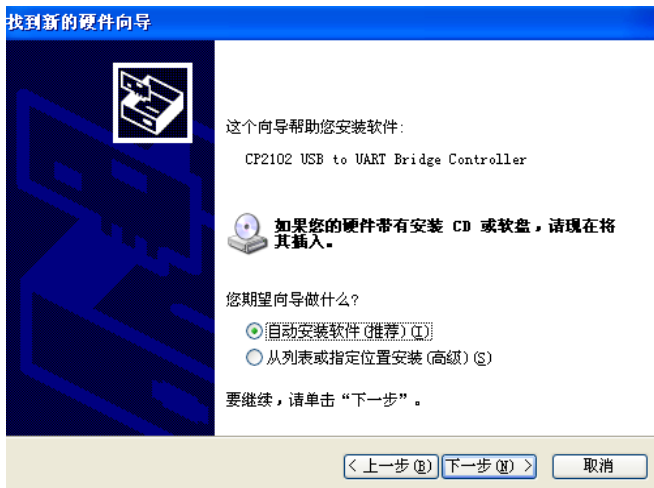 找到新的硬件向导
这个向导帮助您安装软件:
CP2102 USB to UART Bridge Controller
如果您的硬件带有安装 CD 或软盘，请现在将
其插入。
您期望向导做什么?
自动安装软件(推荐)(I)
从列表或指定位置安装(高级)(S)
要继续，请单击“下一步”。
< 上一步(B) 下一步(N) > 取消